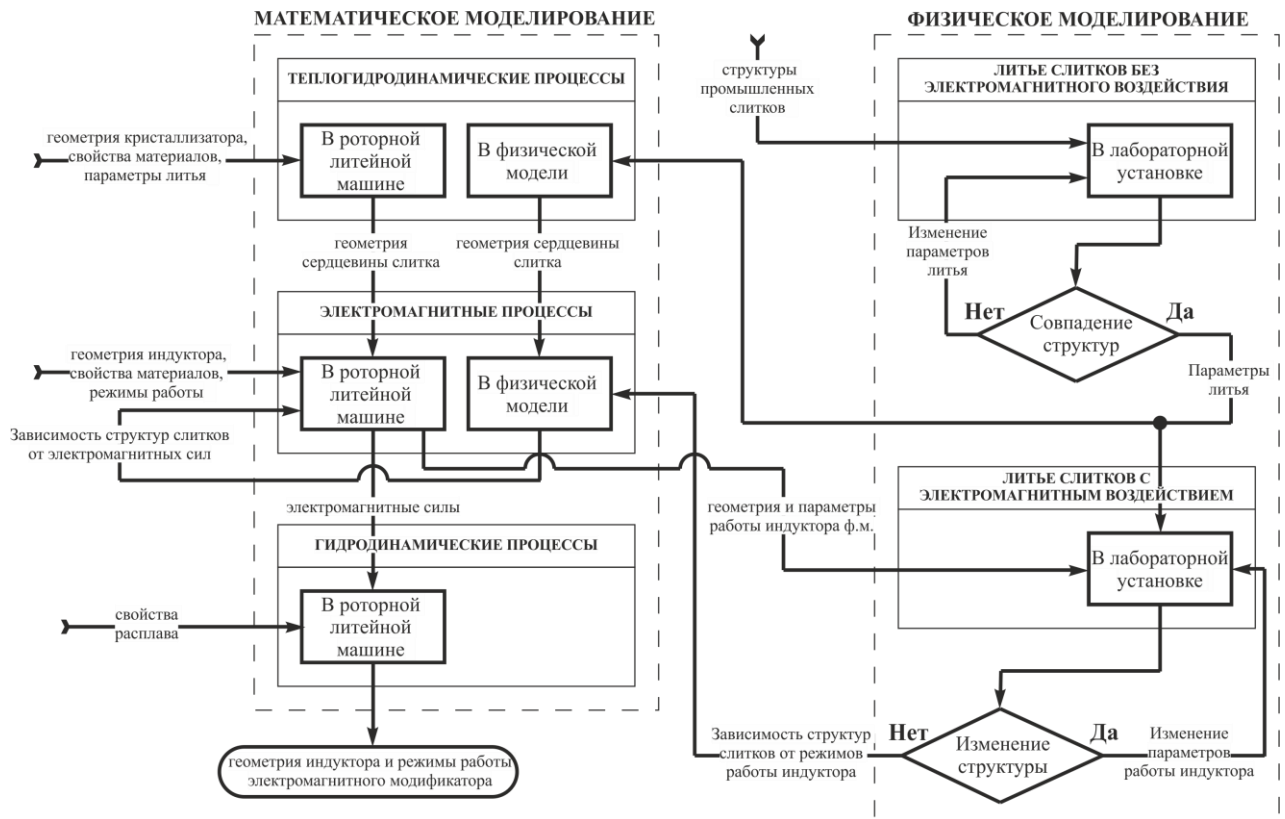 МАТЕМАТИЧЕСКОЕ МОДЕЛИРОВАНИЕ
ТЕПЛОГИДРОДИНАМИЧЕСКИЕ ПРОЦЕССЫ
геометрия кристаллизатора,
свойства материалов,
параметры литья
В роторной
литейной
машине
В физической
модели
геометрия
сердцевины слитка
геометрия сердцевины
слитка
ЭЛЕКТРОМАГНИТНЫЕ ПРОЦЕССЫ
геометрия индуктора,
свойства материалов,
режимы работы
В роторной
литейной
машине
В физической
модели
Зависимость структур слитков
от электромагнитных сил
электромагнитные силы
ГИДРОДИНАМИЧЕСКИЕ ПРОЦЕССЫ
свойства
расплава
В роторной
литейной
машине
геометрия индуктора и режимы работы
электромагнитного модификатора
ФИЗИЧЕСКОЕ МОДЕЛИРОВАНИЕ
структуры
промышленных
слитков
ЛИТЬЕ СЛИТКОВ БЕЗ
ЭЛЕКТРОМАГНИТНОГО ВОЗДЕЙСТВИЯ
В лабораторной
установке
Изменение
параметров
литья
Нет
Да
Совпадение
структур
Параметры
литья
ЛИТЬЕ СЛИТКОВ С
ЭЛЕКТРОМАГНИТНЫМ ВОЗДЕЙСТВИЕМ
геометрия и параметры
работы индуктора ф.м.
В лабораторной
установке
Зависимость структур
слитков от режимов
работы индуктора
Нет
Да
Изменение
структуры
Изменение
параметров
работы индуктора